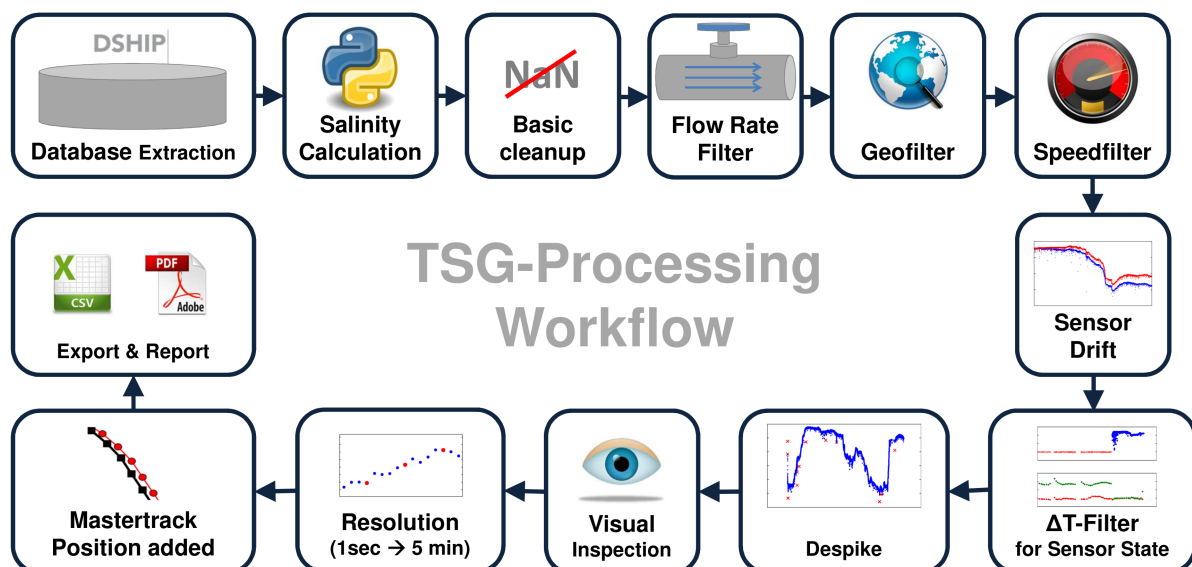 DSHIP
Database Extraction
Salinity
Calculation
NaN
Basic
cleanup
Flow Rate
Filter
Geofilter
Speedfilter
TSG-Processing
Workflow
Sensor
Drift
X
CSV
PDF
Adobe
Export & Report
Mastertrack
Position added
Resolution
(1sec → 5 min)
Visual
Inspection
Despike
ΔT-Filter
for Sensor State